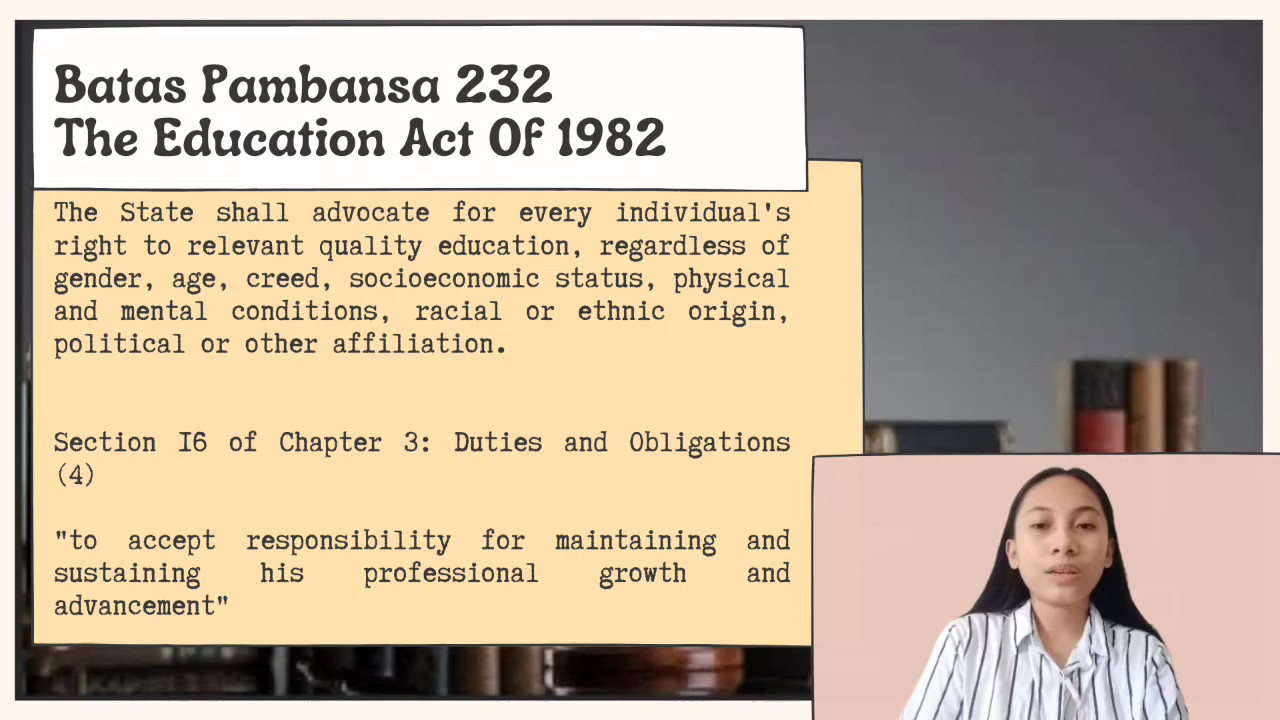 Batas Pambansa 232
The Education Act Of 1982
The State shall advocate for every individual's
right to relevant quality education, regardless of
gender, age, creed, socioeconomic status, physical
and mental conditions, racial or ethnic origin,
political or other affiliation.
Section I6 of Chapter 3: Duties and Obligations
(4)
"to accept responsibility for maintaining and
sustaining his professional growth and
advancement"